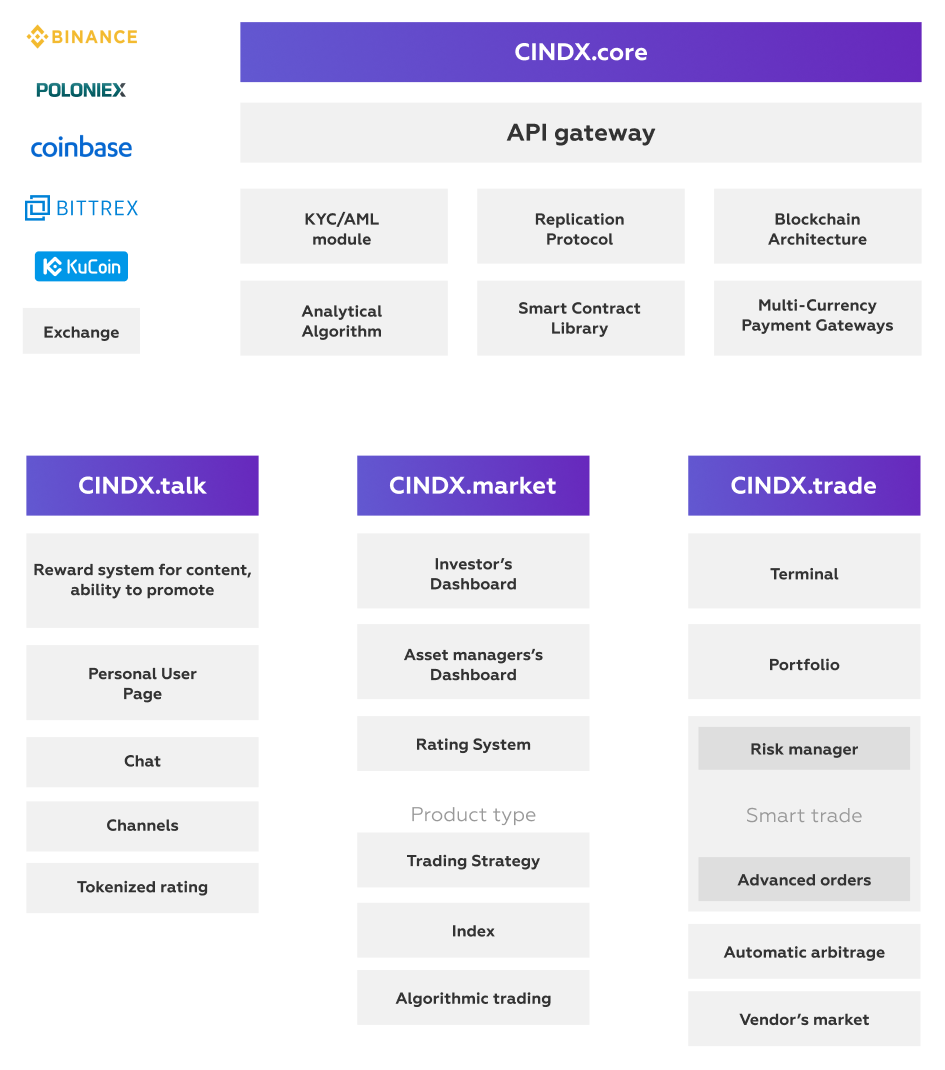 BINANCE
POLONIEX
coinbase
BITTREX
KuCoin
Exchange
CINDX.core
API gateway
KYC/AML
module
Replication
Protocol
Blockchain
Architecture
Analytical
Algorithm
Smart Contract
Library
Multi-Currency
Payment Gateways
CINDX.talk
Reward system for content,
ability to promote
Personal User
Page
Chat
Channels
Tokenized rating
CINDX.market
Investor’s
Dashboard
Asset managers’s
Dashboard
Rating System
Product type
Trading Strategy
Index
Algorithmic trading
CINDX.trade
Terminal
Portfolio
Risk manager
Smart trade
Advanced orders
Automatic arbitrage
Vendor’s market